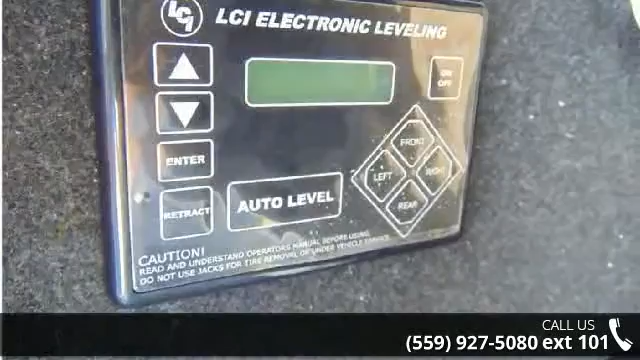 LCI
LCI ELECTRONIC LEVELING
ON
OFF
ENTER
FRONT
LEFT
RIGHT
REAR
RETRACT
AUTO LEVEL
CAUTION!
READ AND UNDERSTAND OPERATORS MANUAL BEFORE USING.
DO NOT USE JACKS FOR TIRE REMOVAL OR UNDER VEHICLE SERVICE.
CALL US
(559) 927-5080 ext 101